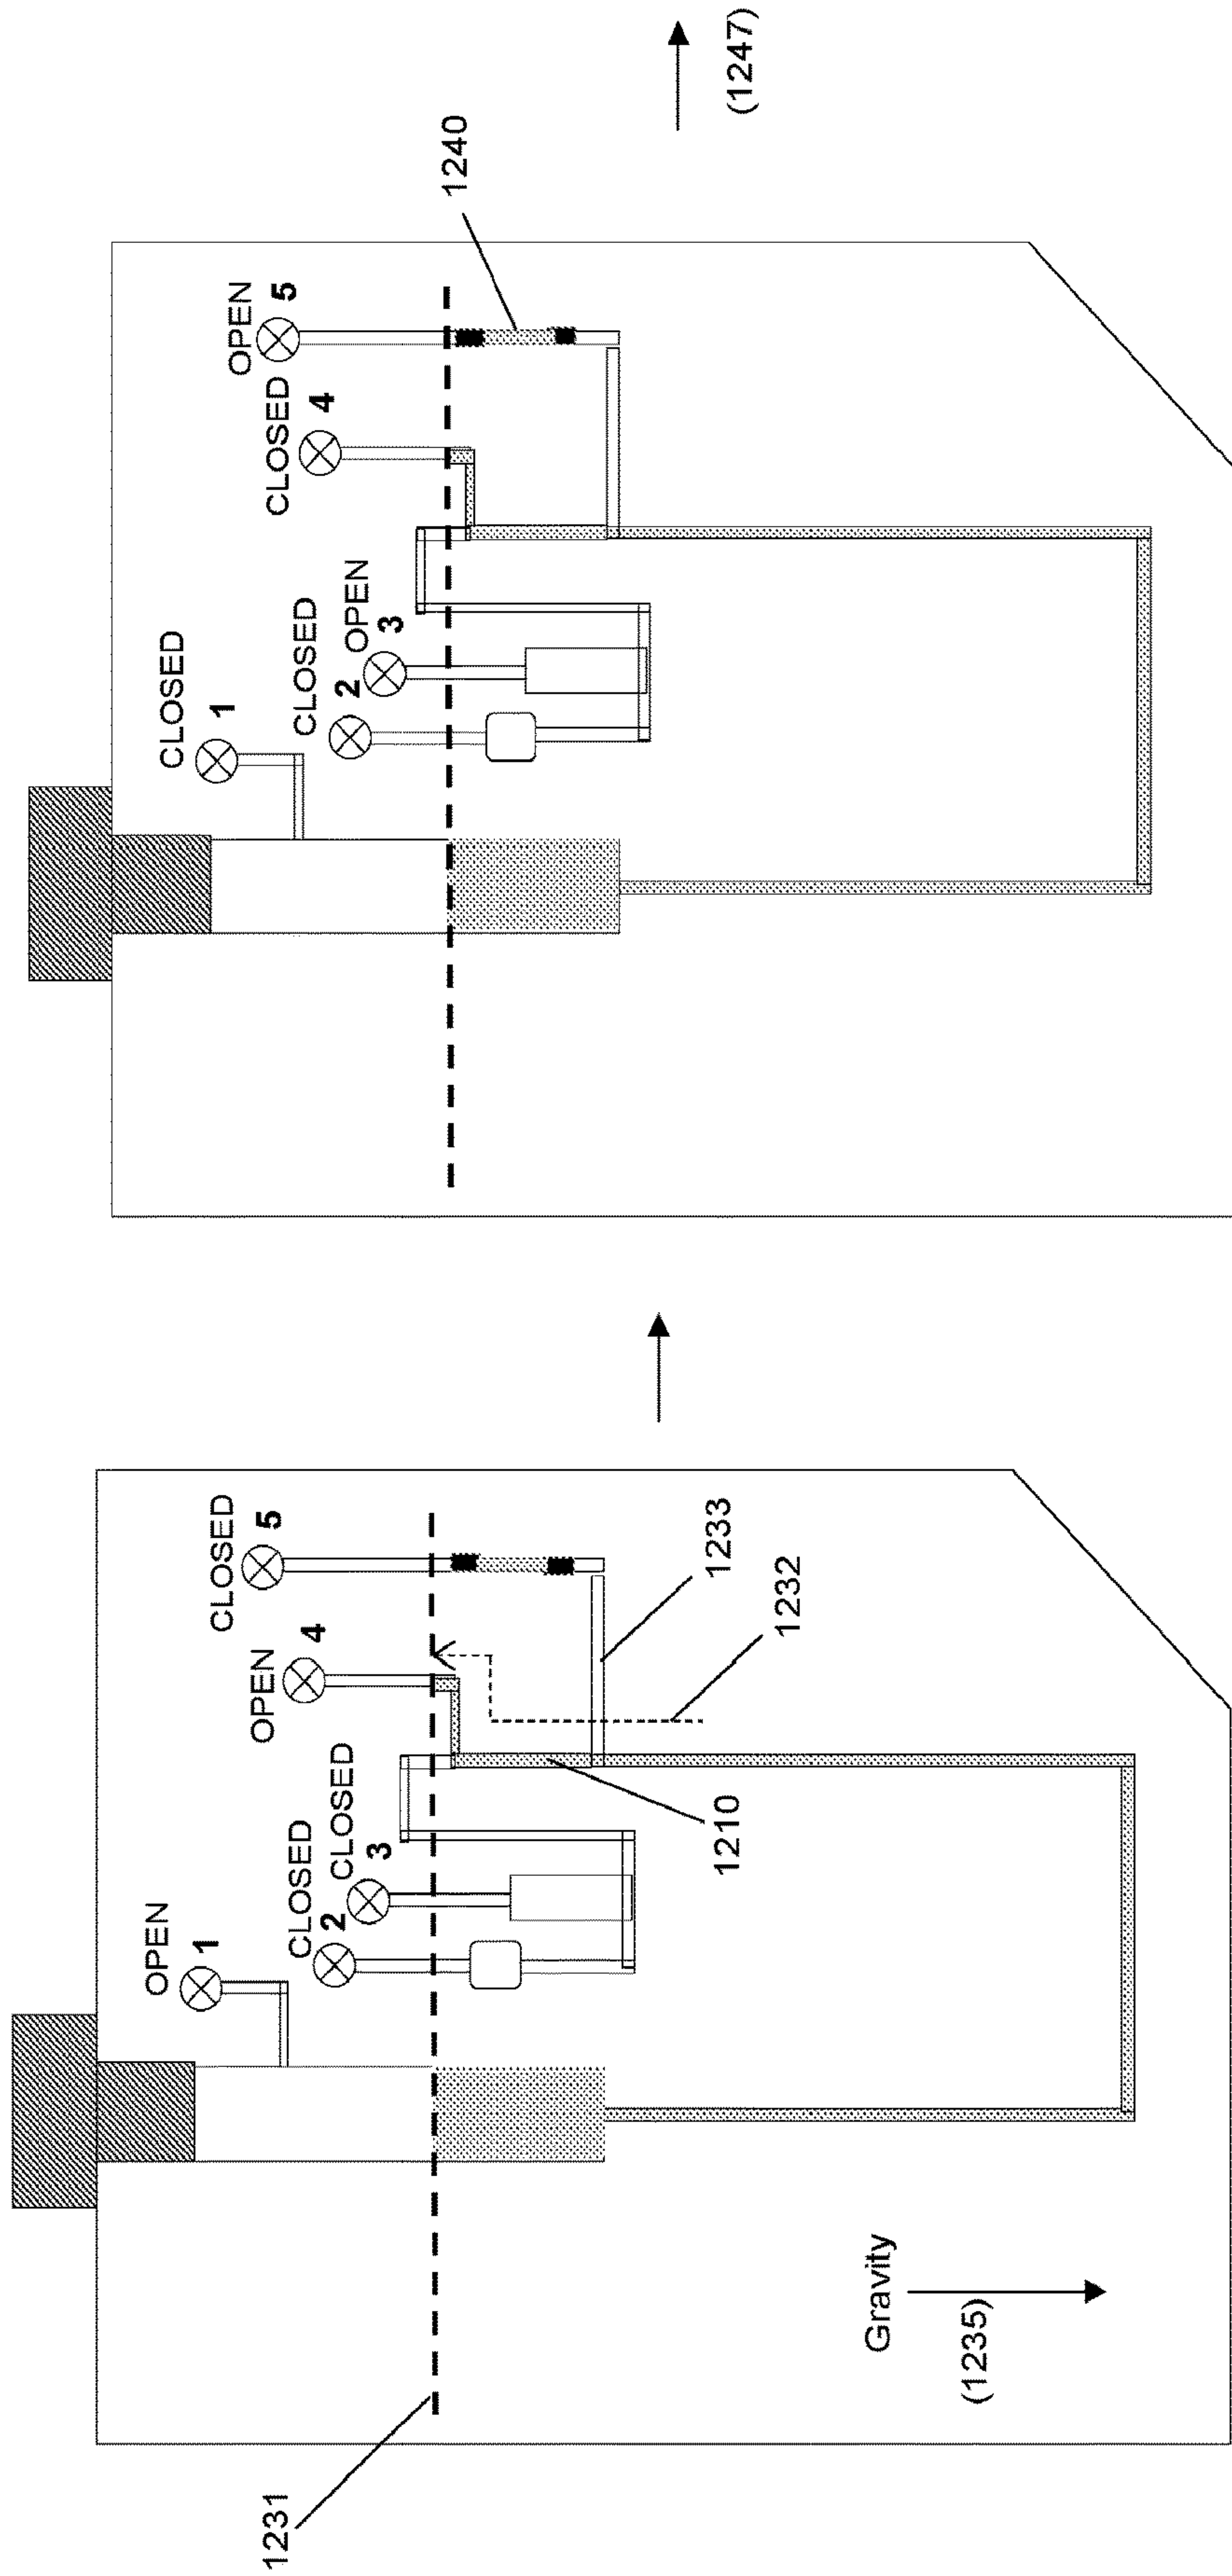 1231
Gravity
(1235)
OPEN
1
CLOSED
2
CLOSED
3
OPEN
4
CLOSED
5
1210
1233
1232
CLOSED
1
CLOSED
2
OPEN
3
CLOSED
4
OPEN
5
1240
(1247)